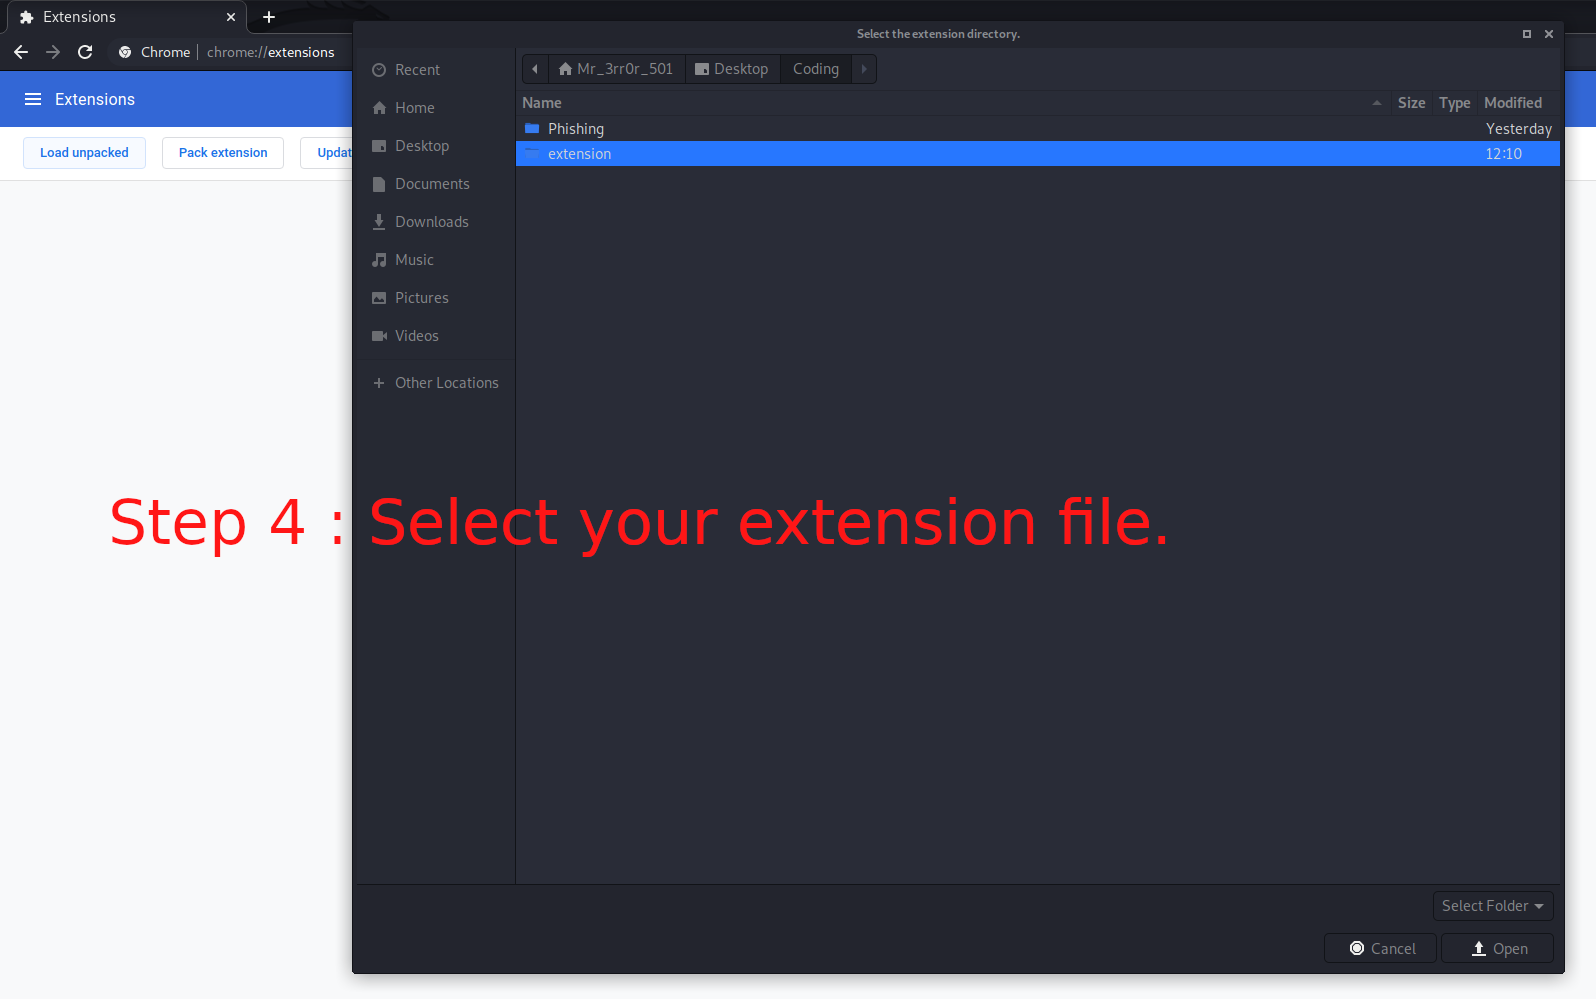 Extensions
Chrome chrome://extensions
Extensions
Load unpacked Pack extension Updat
Select the extension directory.
Recent
Home
Desktop
Documents
Downloads
Music
Pictures
Videos
Other Locations
Mr_3rr0r_501 Desktop Coding
Name Size Type Modified
Phishing Yesterday
extension 12:10
Step 4 : Select your extension file.
Select Folder
Cancel Open